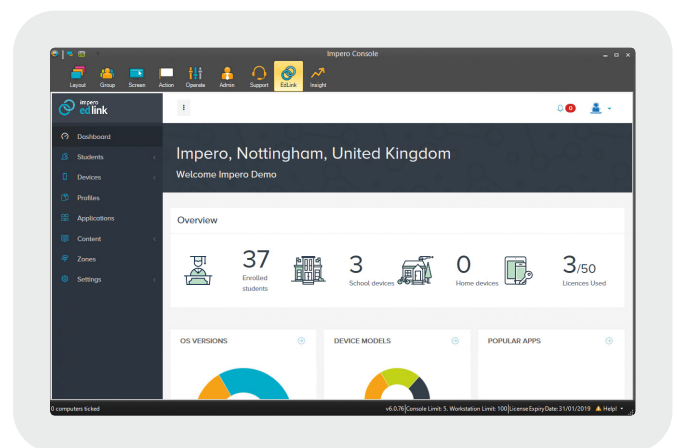 Impero Console
Layout Group Screen Action Operate Admin Support EdLink Insight
impero
edlink
0
Dashboard
Students
Devices
Profiles
Applications
Content
Zones
Settings
Impero, Nottingham, United Kingdom
Welcome Impero Demo
Overview
37
Enrolled
students
3
School devices
0
Home devices
3/50
Licences Used
OS VERSIONS
DEVICE MODELS
POPULAR APPS
0 computers ticked
v6.0.76|Console Limit: 5. Workstation Limit: 100|License Expiry Date: 31/01/2019 Help!